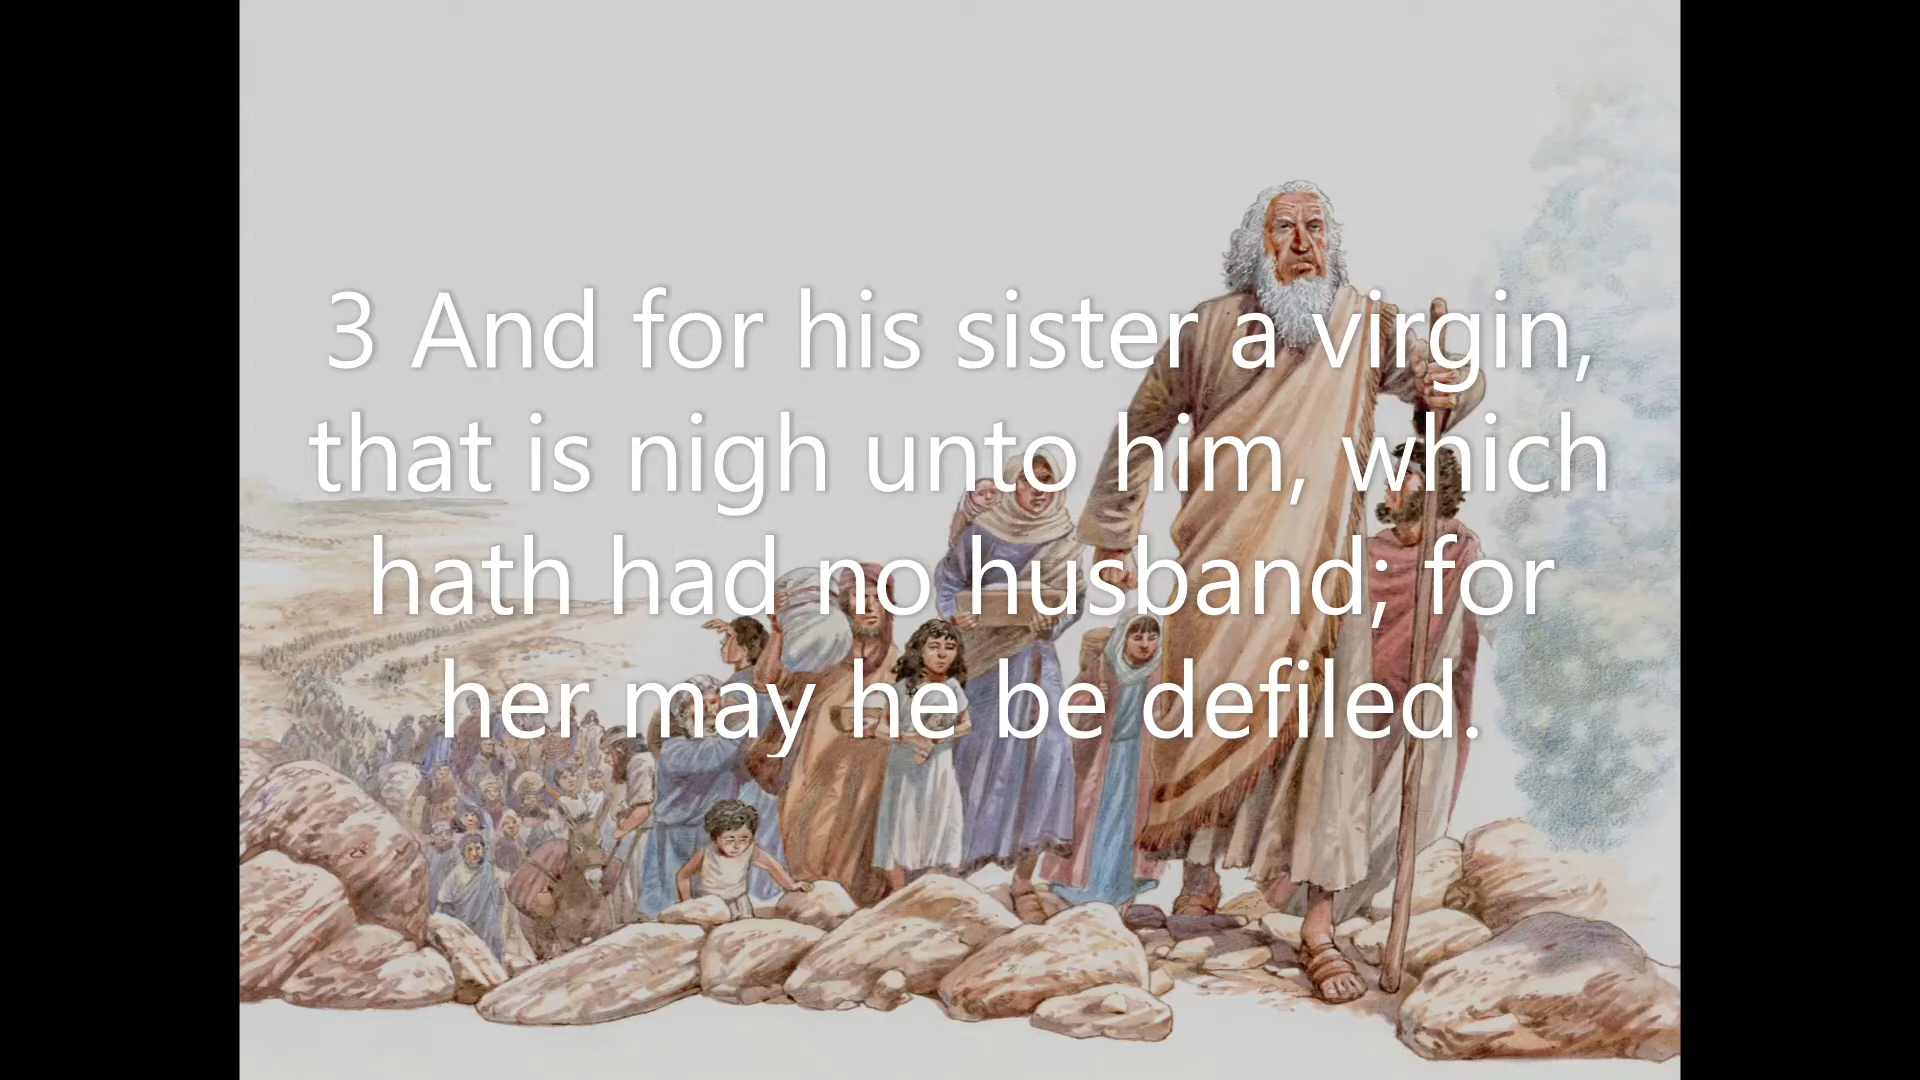 3 And for his sister a virgin,
that is nigh unto him, which
hath had no husband; for
her may he be defiled.